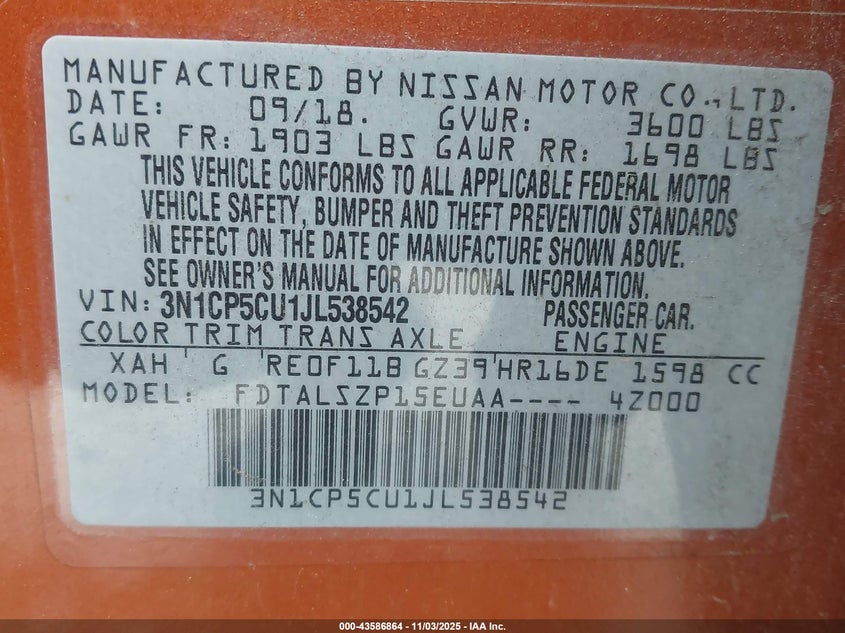 MANUFACTURED BY NISSAN MOTOR CO., LTD.
DATE: 09/18. GVWR: 3600 LBS
GAWR FR: 1903 LBS GAWR RR: 1698 LBS
THIS VEHICLE CONFORMS TO ALL APPLICABLE FEDERAL MOTOR
VEHICLE SAFETY, BUMPER AND THEFT PREVENTION STANDARDS
IN EFFECT ON THE DATE OF MANUFACTURE SHOWN ABOVE.
SEE OWNER'S MANUAL FOR ADDITIONAL INFORMATION.
VIN: 3N1CP5CU1JL538542 PASSENGER CAR.
COLOR TRIM TRANS AXLE ENGINE
XAH G RE0F11B GZ39 HR16DE 1598 CC
MODEL: FDTALSZP15EUAA---- 4Z000
3N1CP5CU1JL538542
000-43586864 | 11/03/2025 - IAA Inc.